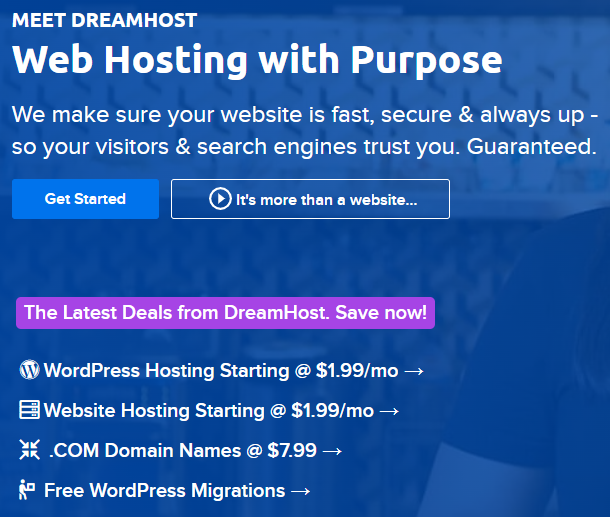 MEET DREAMHOST
Web Hosting with Purpose
We make sure your website is fast, secure & always up -
so your visitors & search engines trust you. Guaranteed.
Get Started
It's more than a website...
The Latest Deals from DreamHost. Save now!
WordPress Hosting Starting @ $1.99/mo →
Website Hosting Starting @ $1.99/mo →
.COM Domain Names @ $7.99 →
Free WordPress Migrations →